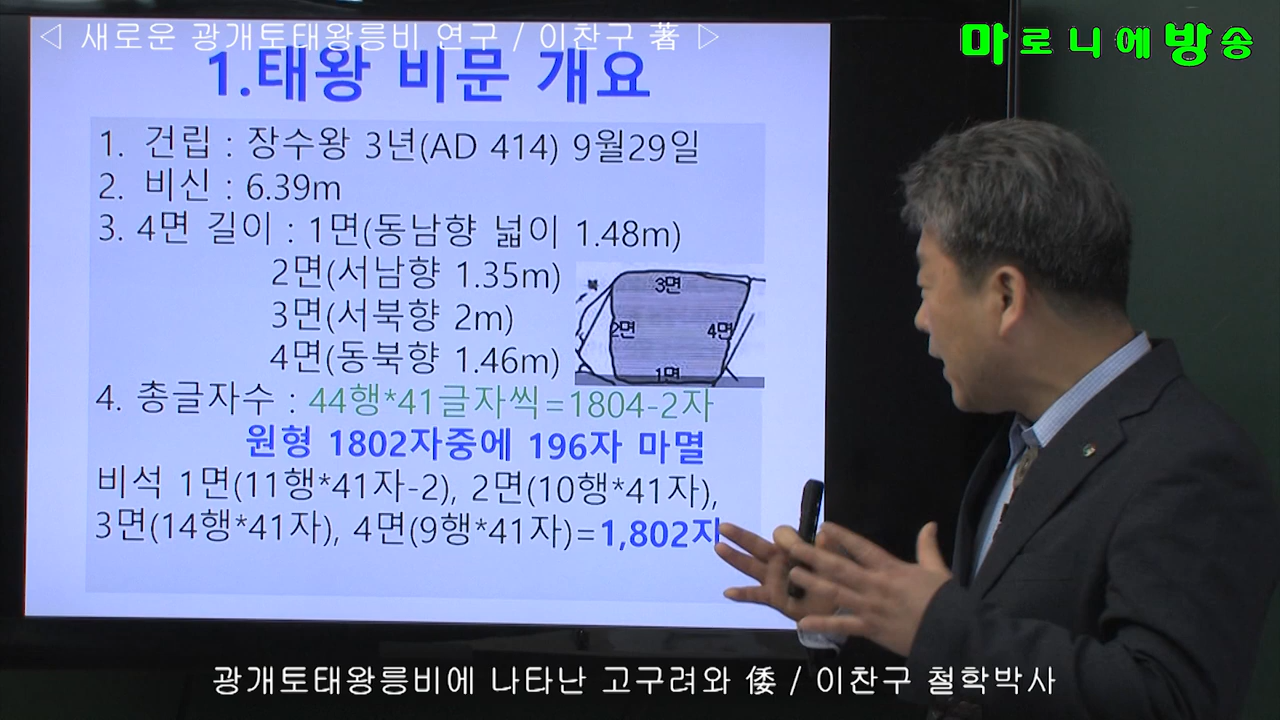 ◁ 새로운 광개토태왕릉비 연구 / 이찬구 著 ▷
마로니에방송
1.태왕 비문 개요
1. 건립 : 장수왕 3년(AD 414) 9월29일
2. 비신 : 6.39m
3. 4면 길이 : 1면(동남향 넓이 1.48m)
2면(서남향 1.35m)
3면(서북향 2m)
4면(동북향 1.46m)
북
3면
2면
4면
1면
4. 총글자수 : 44행*41글자씩=1804-2자
원형 1802자중에 196자 마멸
비석 1면(11행*41자-2), 2면(10행*41자),
3면(14행*41자), 4면(9행*41자)=1,802자
광개토태왕릉비에 나타난 고구려와 倭 / 이찬구 철학박사